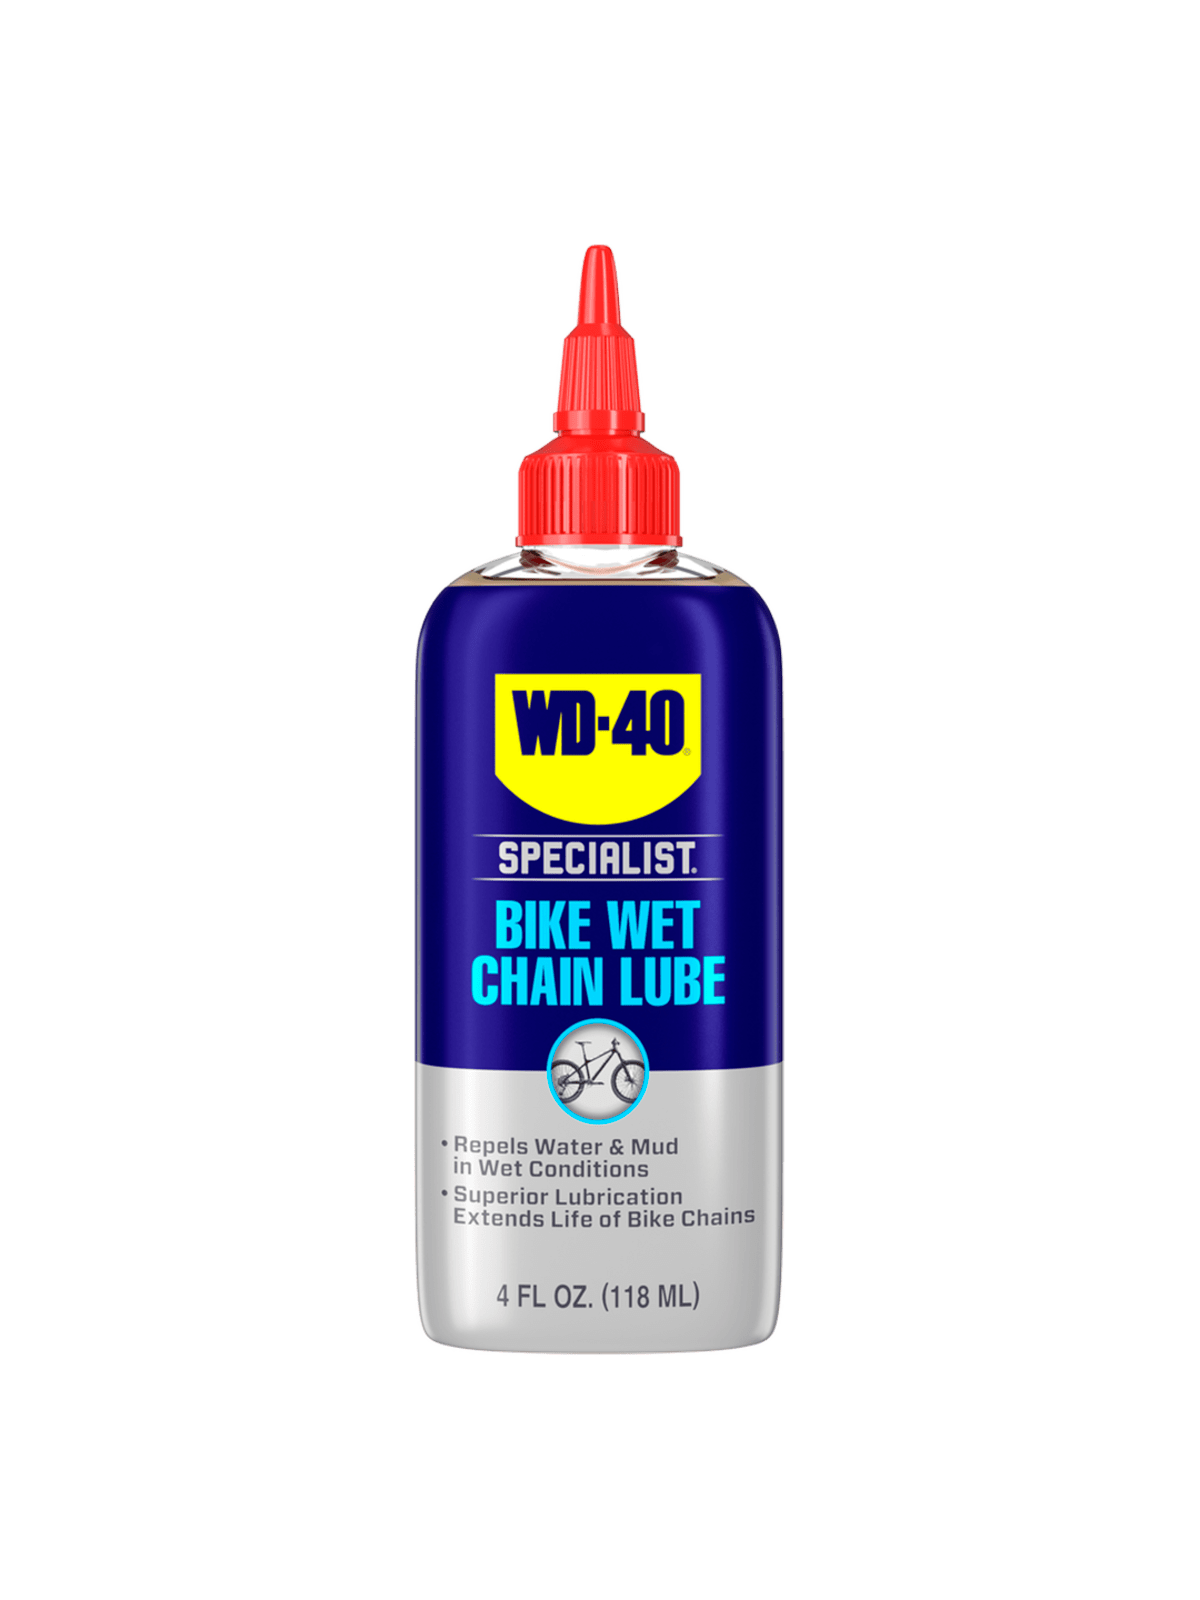 WD-40®
SPECIALIST®
BIKE WET
CHAIN LUBE
• Repels Water & Mud
in Wet Conditions
• Superior Lubrication
Extends Life of Bike Chains
4 FL OZ. (118 ML)